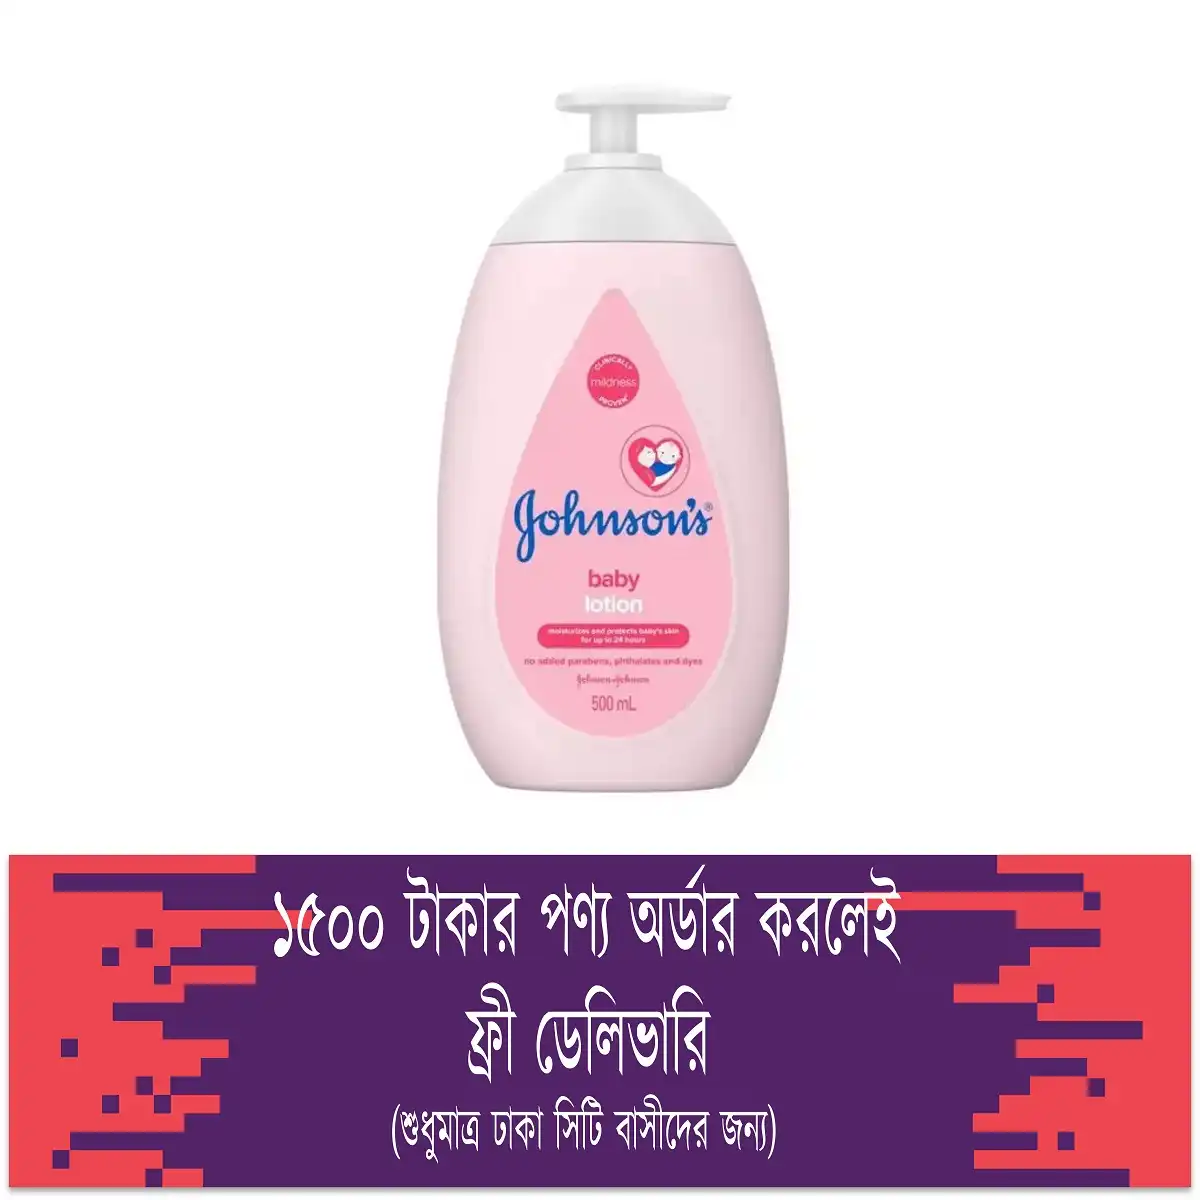 CLINICALLY
mildness
PROVEN
Johnson's®
baby
lotion
moisturizes and protects baby's skin
for up to 24 hours
no added parabens, phthalates and dyes
Johnson & Johnson
500 mL
১৫০০ টাকার পণ্য অর্ডার করলেই
ফ্রী ডেলিভারি
(শুধুমাত্র ঢাকা সিটি বাসীদের জন্য)